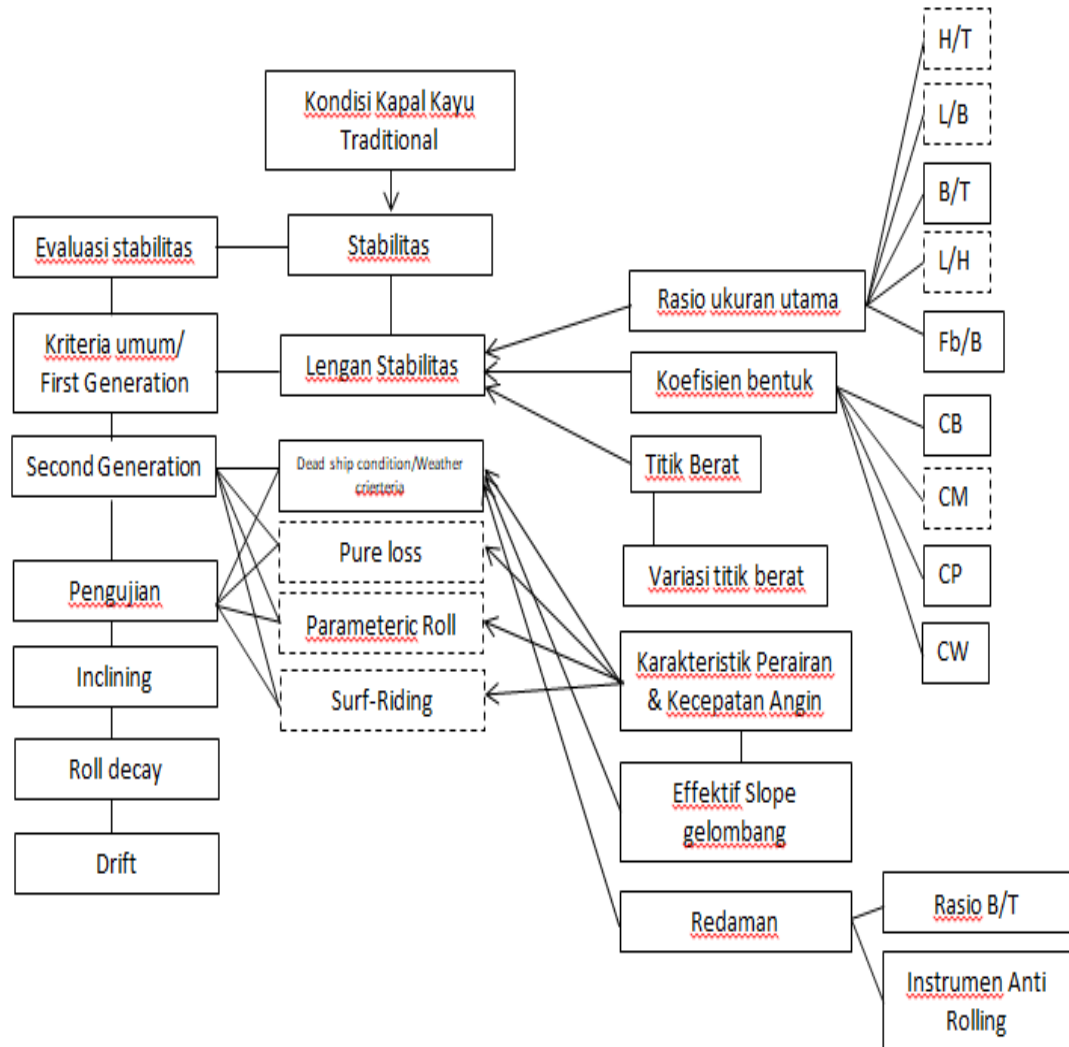 Kondisi Kapal Kayu
Traditional
Stabilitas
Evaluasi stabilitas
Kriteria umum/
First Generation
Lengan Stabilitas
Second Generation
Dead ship condition/Weather
crietteria
Pure loss
Parameteric Roll
Surf-Riding
Pengujian
Inclining
Roll decay
Drift
Rasio ukuran utama
Koefisien bentuk
Titik Berat
Variasi titik berat
Karakteristik Perairan
& Kecepatan Angin
Effektif Slope
gelombang
Redaman
H/T
L/B
B/T
L/H
Fb/B
CB
CM
CP
CW
Rasio B/T
Instrumen Anti
Rolling